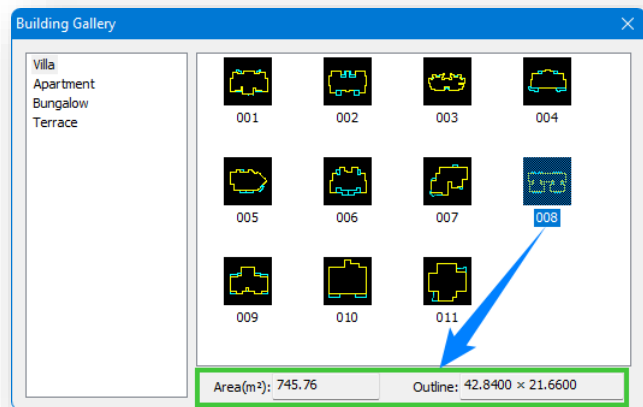 Building Gallery
Villa
Apartment
Bungalow
Terrace
001 002 003 004
005 006 007 008
009 010 011
Area(m²): 745.76 Outline: 42.8400 × 21.6600